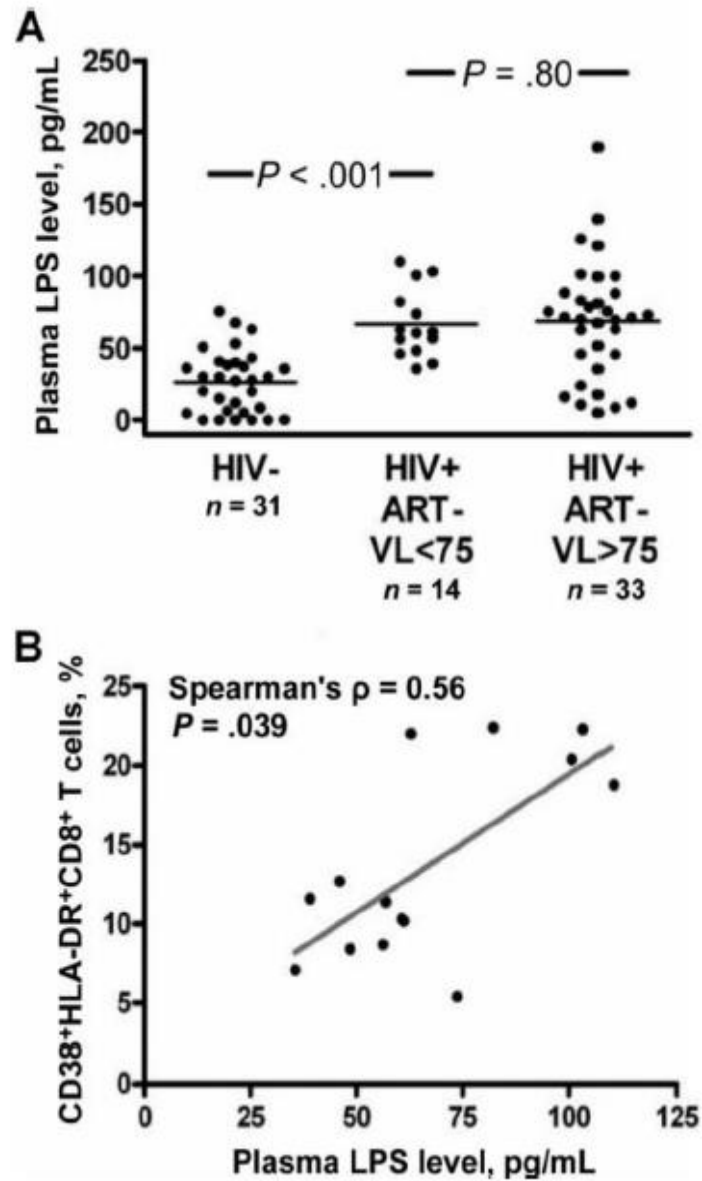 A
Plasma LPS level, pg/mL
250
200
150
100
50
0
P < .001
P = .80
HIV-
n = 31
HIV+
ART-
VL<75
n = 14
HIV+
ART-
VL>75
n = 33
B
CD38⁺HLA-DR⁺CD8⁺ T cells, %
25
20
15
10
5
0
Spearman's ρ = 0.56
P = .039
0 25 50 75 100 125
Plasma LPS level, pg/mL